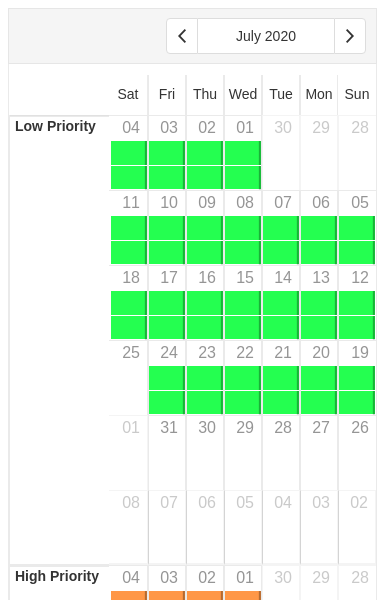 July 2020
Sat Fri Thu Wed Tue Mon Sun
Low Priority 04 03 02 01 30 29 28
11 10 09 08 07 06 05
18 17 16 15 14 13 12
25 24 23 22 21 20 19
01 31 30 29 28 27 26
08 07 06 05 04 03 02
High Priority 04 03 02 01 30 29 28